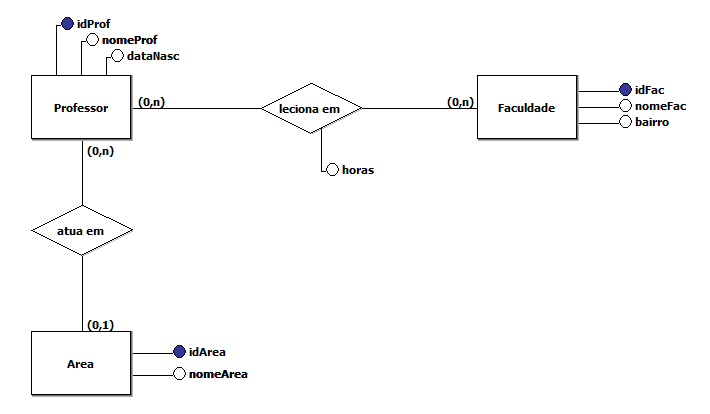 idProf
nomeProf
dataNasc
Professor
(0,n)
leciona em
(0,n)
Faculdade
idFac
nomeFac
bairro
horas
(0,n)
atua em
(0,1)
Area
idArea
nomeArea